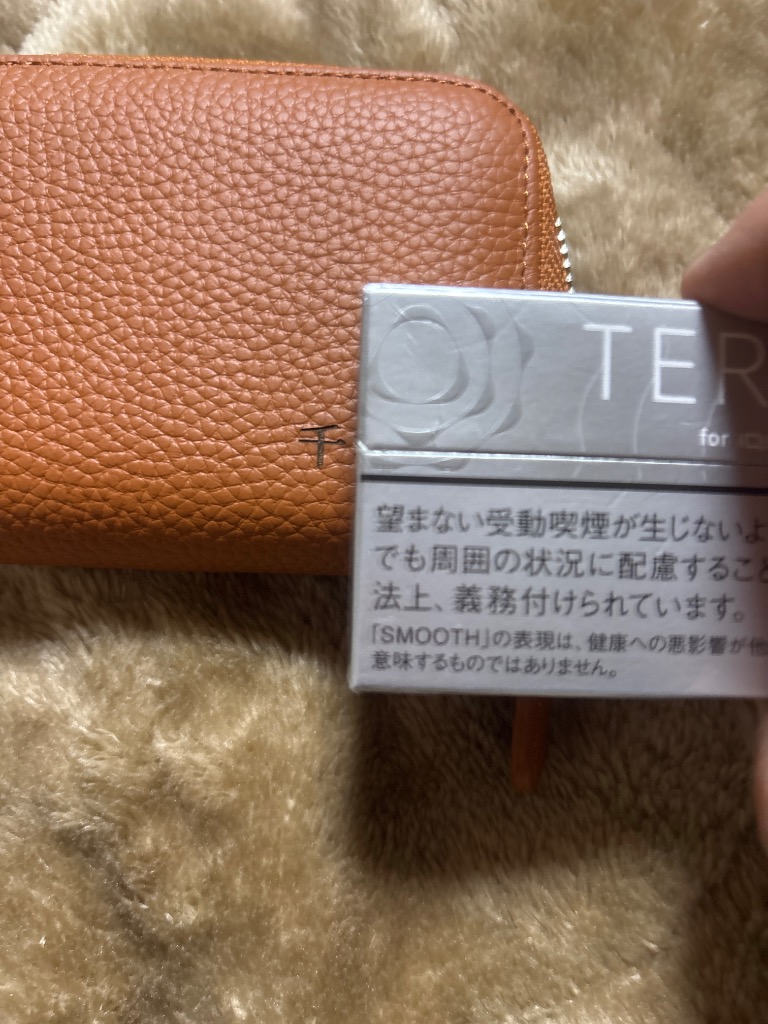 千
TER
for
望まない受動喫煙が生じないよ
でも周囲の状況に配慮すること
法上、義務付けられています。
「SMOOTH」の表現は、健康への悪影響が他
意味するものではありません。